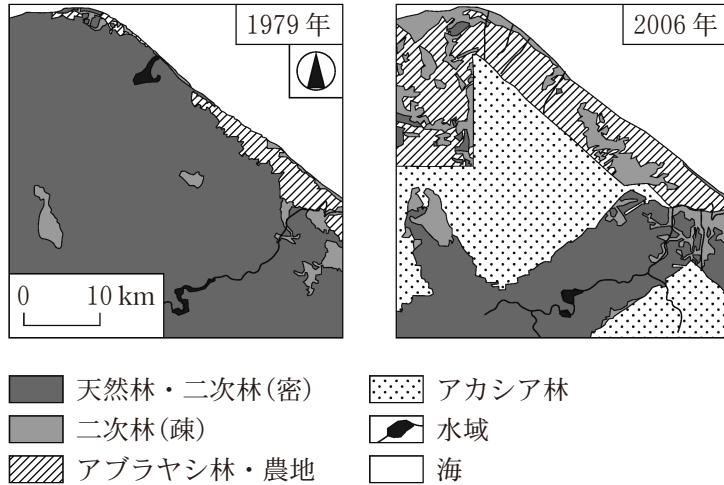 1979 年
2006 年
0 10 km
天然林・二次林(密)
二次林(疎)
アブラヤシ林・農地
アカシア林
水域
海